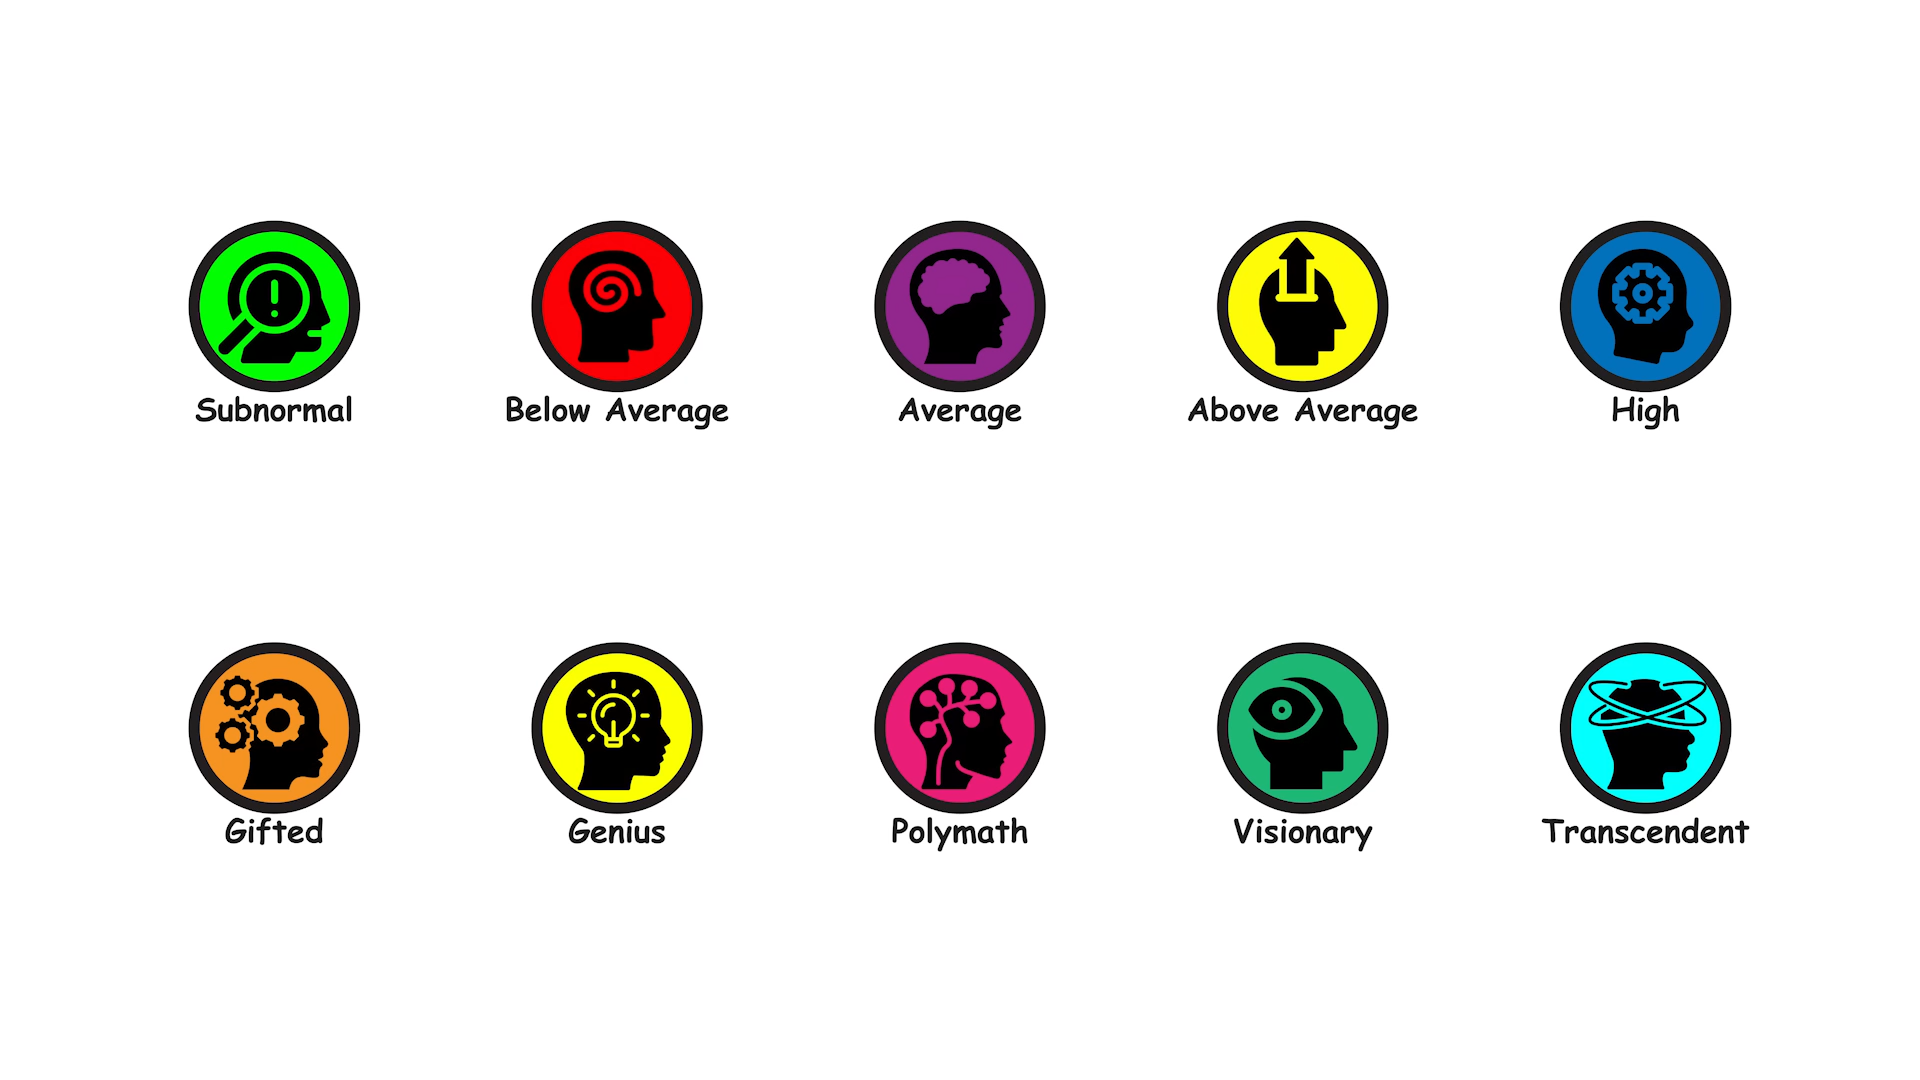 Subnormal
Below Average
Average
Above Average
High
Gifted
Genius
Polymath
Visionary
Transcendent